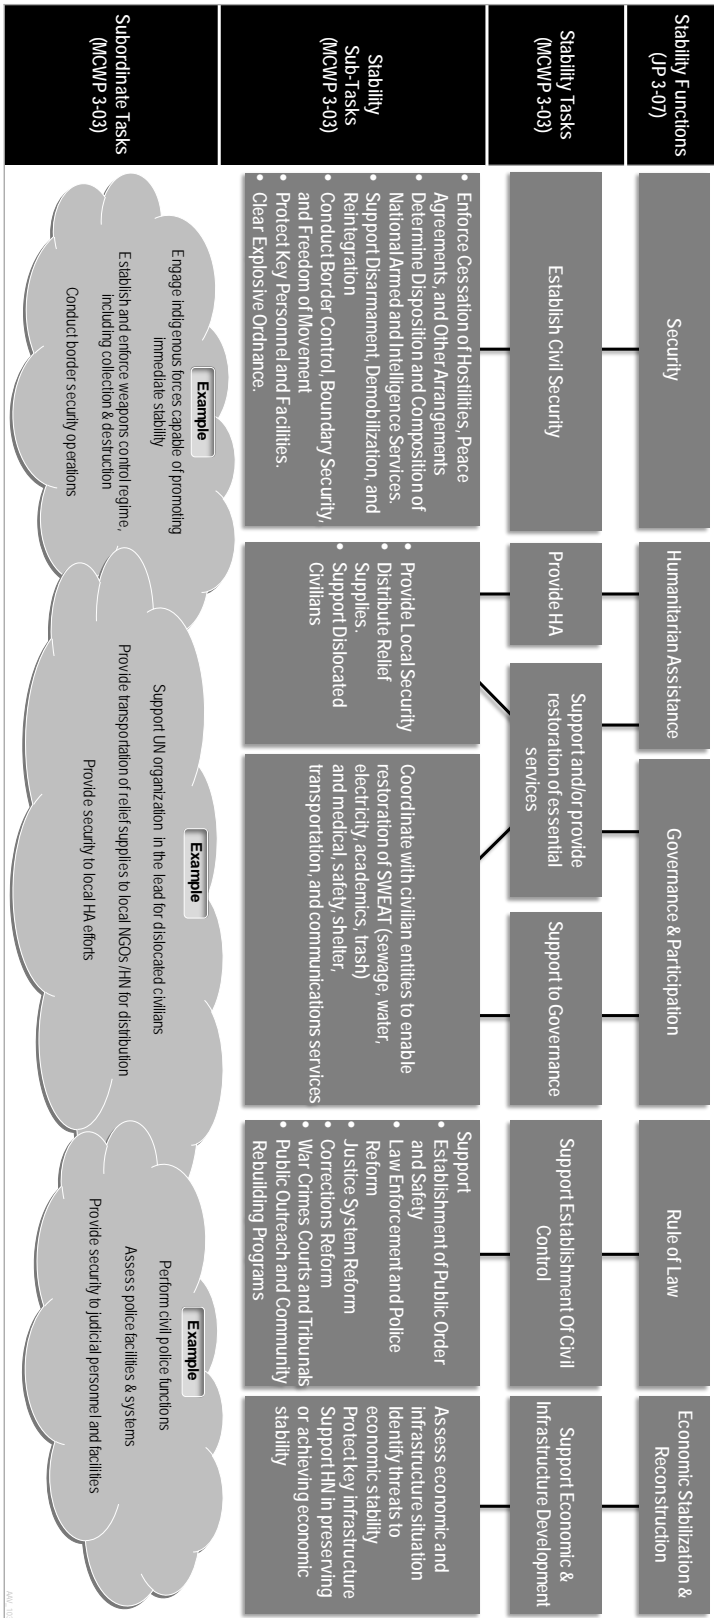 Stability Functions
(JP 3-07)
Security
Humanitarian Assistance
Governance & Participation
Rule of Law
Economic Stabilization &
Reconstruction
Stability Tasks
(MCWP 3-03)
Establish Civil Security
Provide HA
Support and/or provide
restoration of essential
services
Support to Governance
Support Establishment Of Civil
Control
Support Economic &
Infrastructure Development
Stability
Sub-Tasks
(MCWP 3-03)
• Enforce Cessation of Hostilities, Peace
Agreements, and Other Arrangements
• Determine Disposition and Composition of
National Armed and Intelligence Services.
• Support Disarmament, Demobilization, and
Reintegration
• Conduct Border Control, Boundary Security,
and Freedom of Movement
• Protect Key Personnel and Facilities.
• Clear Explosive Ordnance.
• Provide Local Security
• Distribute Relief
Supplies.
• Support Dislocated
Civilians
Coordinate with civilian entities to enable
restoration of SWEAT (sewage, water,
electricity, academics, trash)
and medical, safety, shelter,
transportation, and communications services
Support
• Establishment of Public Order
and Safety
• Law Enforcement and Police
Reform
• Justice System Reform
• Corrections Reform
• War Crimes Courts and Tribunals
• Public Outreach and Community
Rebuilding Programs
Assess economic and
infrastructure situation
Identify threats to
economic stability
Protect key infrastructure
Support HN in preserving
or achieving economic
stability
Subordinate Tasks
(MCWP 3-03)
Example
Engage indigenous forces capable of promoting
immediate stability
Establish and enforce weapons control regime,
including collection & destruction
Conduct border security operations
Example
Support UN organization in the lead for dislocated civilians
Provide transportation of relief supplies to local NGOs /HN for distribution
Provide security to local HA efforts
Example
Perform civil police functions
Assess police facilities & systems
Provide security to judicial personnel and facilities